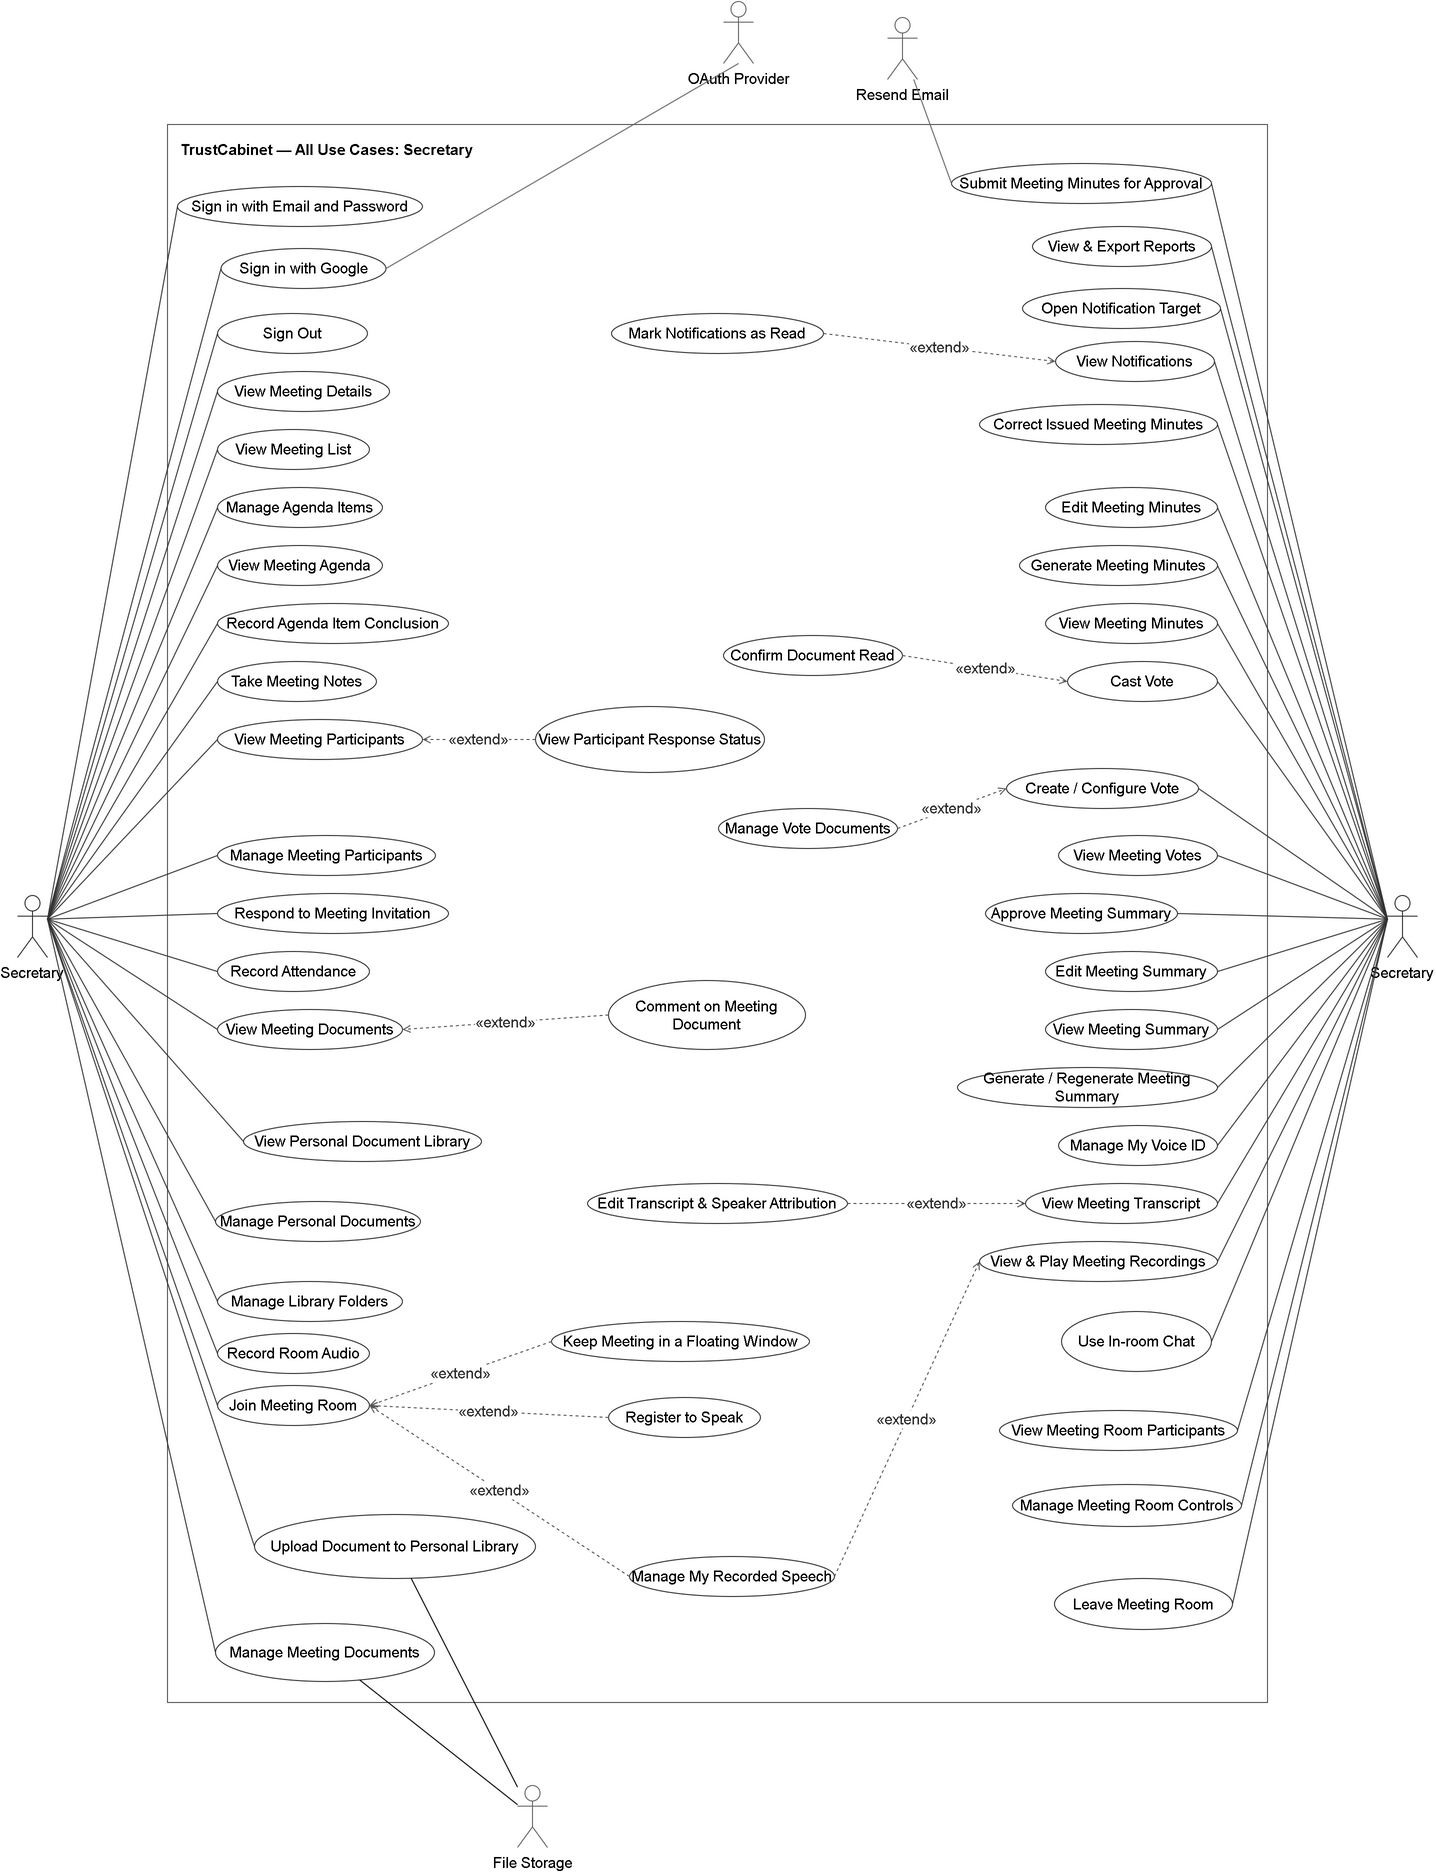 OAuth Provider
Resend Email
TrustCabinet — All Use Cases: Secretary
Submit Meeting Minutes for Approval
Sign in with Email and Password
View & Export Reports
Sign in with Google
Open Notification Target
Sign Out
Mark Notifications as Read
«extend»
View Notifications
View Meeting Details
Correct Issued Meeting Minutes
View Meeting List
Manage Agenda Items
Edit Meeting Minutes
View Meeting Agenda
Generate Meeting Minutes
Record Agenda Item Conclusion
View Meeting Minutes
Confirm Document Read
«extend»
Take Meeting Notes
Cast Vote
View Meeting Participants
«extend»
View Participant Response Status
Create / Configure Vote
«extend»
Manage Vote Documents
Manage Meeting Participants
View Meeting Votes
Respond to Meeting Invitation
Approve Meeting Summary
Record Attendance
Edit Meeting Summary
Secretary
Secretary
View Meeting Documents
«extend»
Comment on Meeting
Document
View Meeting Summary
Generate / Regenerate Meeting
Summary
View Personal Document Library
Manage My Voice ID
Manage Personal Documents
Edit Transcript & Speaker Attribution
«extend»
View Meeting Transcript
View & Play Meeting Recordings
Manage Library Folders
Record Room Audio
Keep Meeting in a Floating Window
Use In-room Chat
«extend»
Join Meeting Room
«extend»
Register to Speak
«extend»
View Meeting Room Participants
«extend»
Manage Meeting Room Controls
Upload Document to Personal Library
Manage My Recorded Speech
Leave Meeting Room
Manage Meeting Documents
File Storage